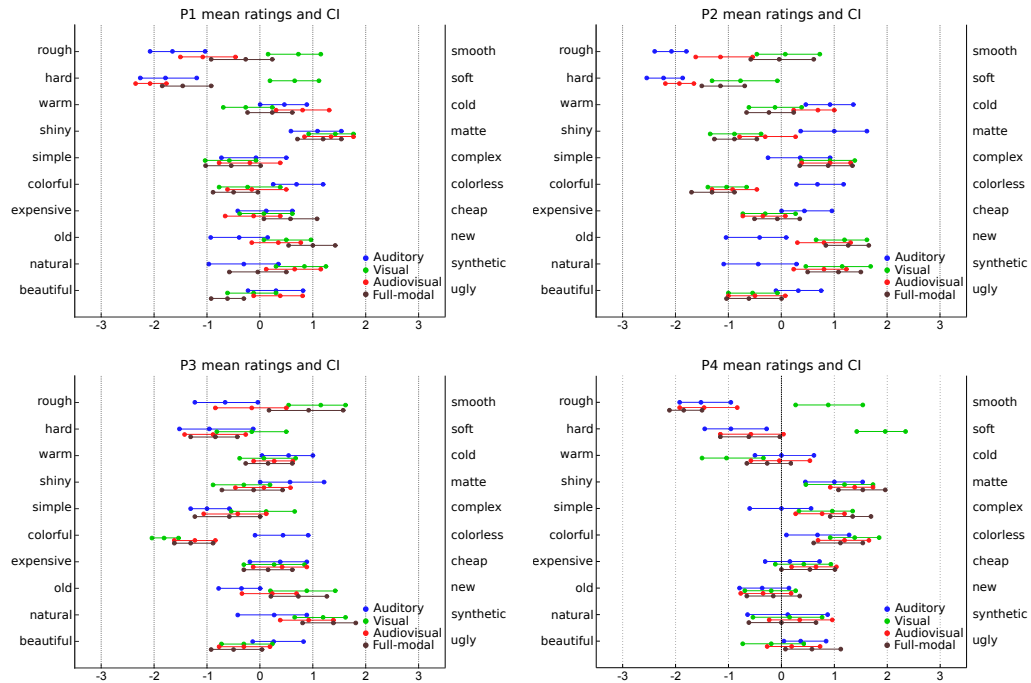 P1 mean ratings and CI
rough smooth
hard soft
warm cold
shiny matte
simple complex
colorful colorless
expensive cheap
old new
natural synthetic
beautiful ugly
Auditory
Visual
Audiovisual
Full-modal
-3 -2 -1 0 1 2 3
P2 mean ratings and CI
rough smooth
hard soft
warm cold
shiny matte
simple complex
colorful colorless
expensive cheap
old new
natural synthetic
beautiful ugly
Auditory
Visual
Audiovisual
Full-modal
-3 -2 -1 0 1 2 3
P3 mean ratings and CI
rough smooth
hard soft
warm cold
shiny matte
simple complex
colorful colorless
expensive cheap
old new
natural synthetic
beautiful ugly
Auditory
Visual
Audiovisual
Full-modal
-3 -2 -1 0 1 2 3
P4 mean ratings and CI
rough smooth
hard soft
warm cold
shiny matte
simple complex
colorful colorless
expensive cheap
old new
natural synthetic
beautiful ugly
Auditory
Visual
Audiovisual
Full-modal
-3 -2 -1 0 1 2 3